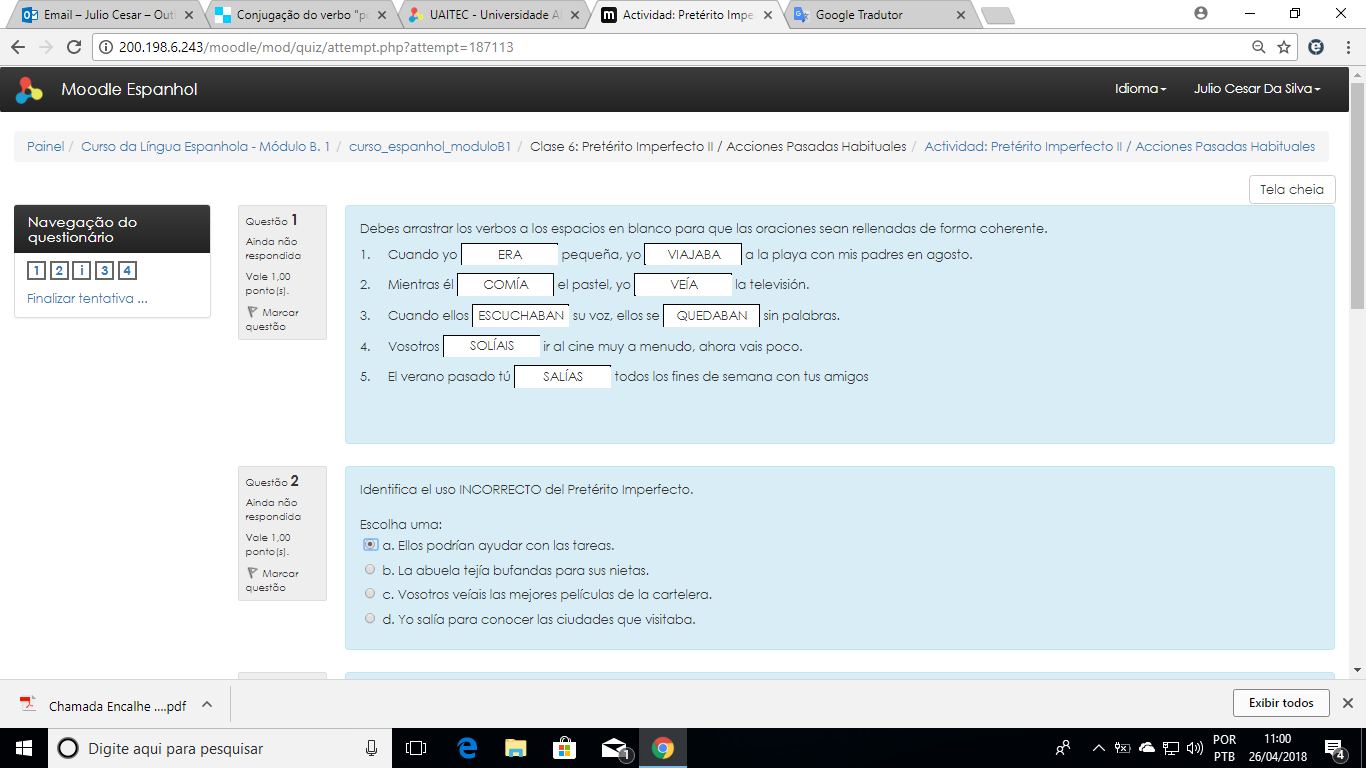 Email – Julio Cesar – Outl
Conjugação do verbo "po
UAITEC - Universidade Al
Actividad: Pretérito Impe
Google Tradutor
200.198.6.243/moodle/mod/quiz/attempt.php?attempt=187113
Moodle Espanhol
Idioma
Julio Cesar Da Silva
Painel / Curso da Língua Espanhola - Módulo B. 1 / curso_espanhol_moduloB1 / Clase 6: Pretérito Imperfecto II / Acciones Pasadas Habituales / Actividad: Pretérito Imperfecto II / Acciones Pasadas Habituales
Tela cheia
Navegação do
questionário
1 2 i 3 4
Finalizar tentativa ...
Questão 1
Ainda não
respondida
Vale 1,00
ponto(s).
Marcar
questão
Debes arrastrar los verbos a los espacios en blanco para que las oraciones sean rellenadas de forma coherente.
1. Cuando yo ERA pequeña, yo VIAJABA a la playa con mis padres en agosto.
2. Mientras él COMÍA el pastel, yo VEÍA la televisión.
3. Cuando ellos ESCUCHABAN su voz, ellos se QUEDABAN sin palabras.
4. Vosotros SOLÍAIS ir al cine muy a menudo, ahora vais poco.
5. El verano pasado tú SALÍAS todos los fines de semana con tus amigos
Questão 2
Ainda não
respondida
Vale 1,00
ponto(s).
Marcar
questão
Identifica el uso INCORRECTO del Pretérito Imperfecto.
Escolha uma:
a. Ellos podrían ayudar con las tareas.
b. La abuela tejía bufandas para sus nietas.
c. Vosotros veíais las mejores películas de la cartelera.
d. Yo salía para conocer las ciudades que visitaba.
Chamada Encalhe ....pdf
Exibir todos
Digite aqui para pesquisar
1
POR
PTB
11:00
26/04/2018
4